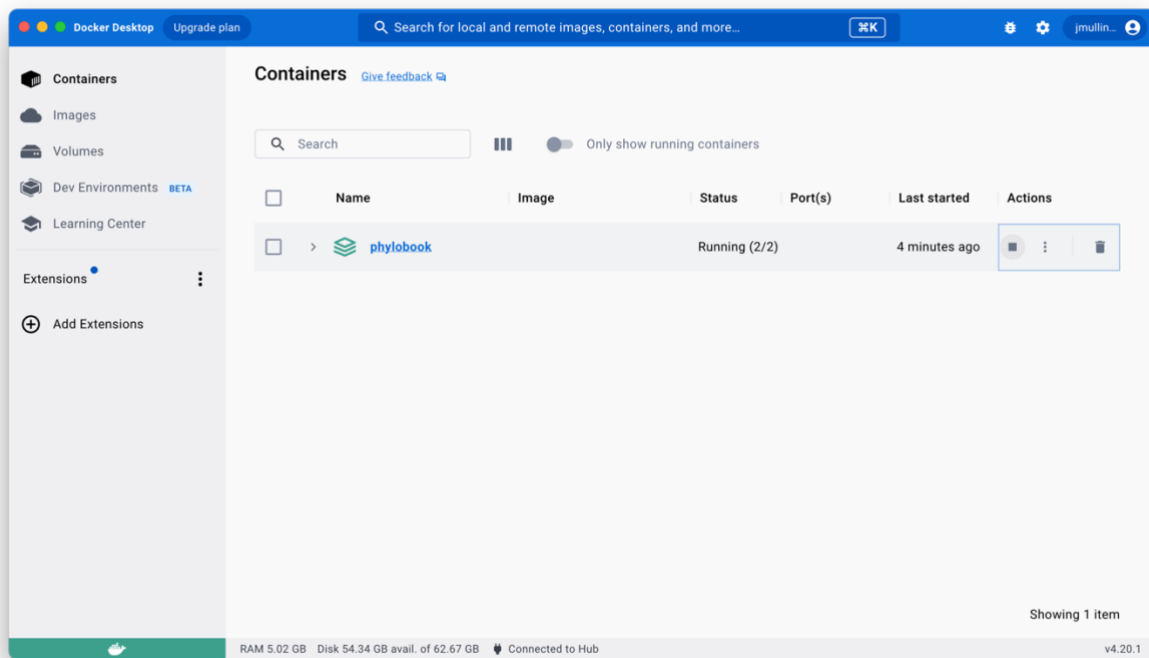 Docker Desktop Upgrade plan Search for local and remote images, containers, and more... ⌘K jmullin...
Containers
Images
Volumes
Dev Environments BETA
Learning Center
Extensions
Add Extensions
Containers Give feedback
Search Only show running containers
Name Image Status Port(s) Last started Actions
phylobook Running (2/2) 4 minutes ago
Showing 1 item
RAM 5.02 GB Disk 54.34 GB avail. of 62.67 GB Connected to Hub v4.20.1